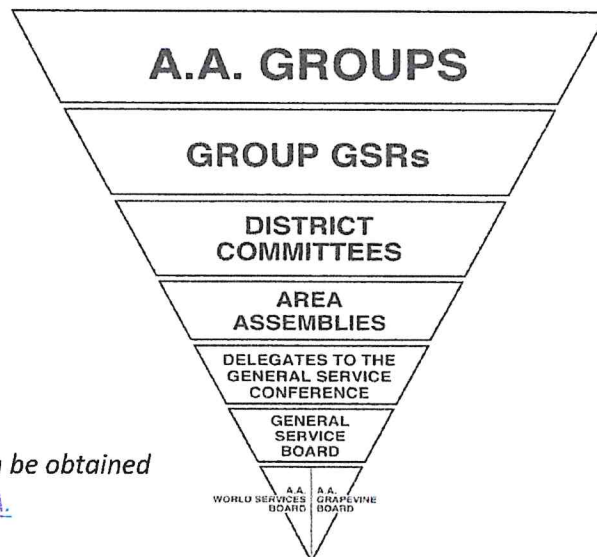 A.A. GROUPS
GROUP GSRs
DISTRICT
COMMITTEES
AREA
ASSEMBLIES
DELEGATES TO THE
GENERAL SERVICE
CONFERENCE
GENERAL
SERVICE
BOARD
be obtained
A.A.
WORLD SERVICES
BOARD
A.A.
GRAPEVINE
BOARD